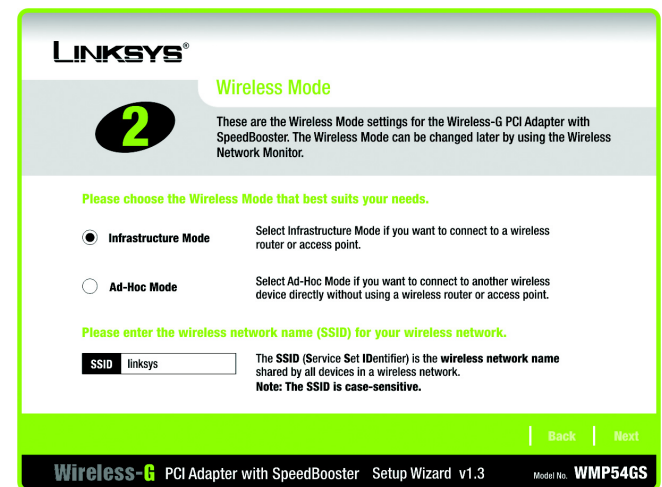 LINKSYS®
Wireless Mode
2
These are the Wireless Mode settings for the Wireless-G PCI Adapter with
SpeedBooster. The Wireless Mode can be changed later by using the Wireless
Network Monitor.
Please choose the Wireless Mode that best suits your needs.
Infrastructure Mode
Select Infrastructure Mode if you want to connect to a wireless
router or access point.
Ad-Hoc Mode
Select Ad-Hoc Mode if you want to connect to another wireless
device directly without using a wireless router or access point.
Please enter the wireless network name (SSID) for your wireless network.
SSID linksys
The SSID (Service Set IDentifier) is the wireless network name
shared by all devices in a wireless network.
Note: The SSID is case-sensitive.
Back Next
Wireless-G PCI Adapter with SpeedBooster Setup Wizard v1.3 Model No. WMP54GS